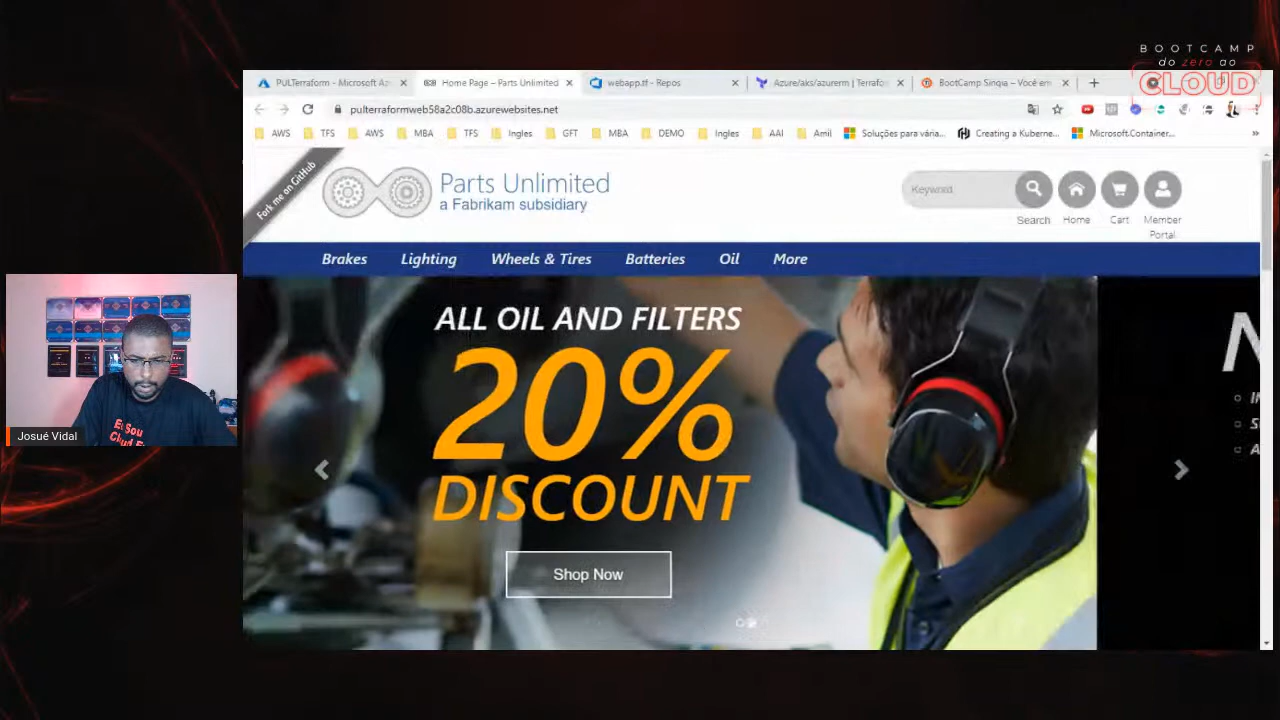 BOOTCAMP
do zero ao
CLOUD
PULTerraform - Microsoft Az
Home Page – Parts Unlimited
webapp.tf - Repos
Azure/aks/azurerm | Terrafo
BootCamp Sinqia – Você em
pulterraformweb58a2c08b.azurewebsites.net
AWS
TFS
AWS
MBA
TFS
Ingles
GFT
MBA
DEMO
Ingles
AAI
Amil
Soluções para vária...
Creating a Kuberne...
Microsoft.Container...
Fork me on GitHub
Parts Unlimited
a Fabrikam subsidiary
Keyword
Search
Home
Cart
Member
Portal
Brakes
Lighting
Wheels & Tires
Batteries
Oil
More
ALL OIL AND FILTERS
20%
DISCOUNT
Shop Now
Josué Vidal